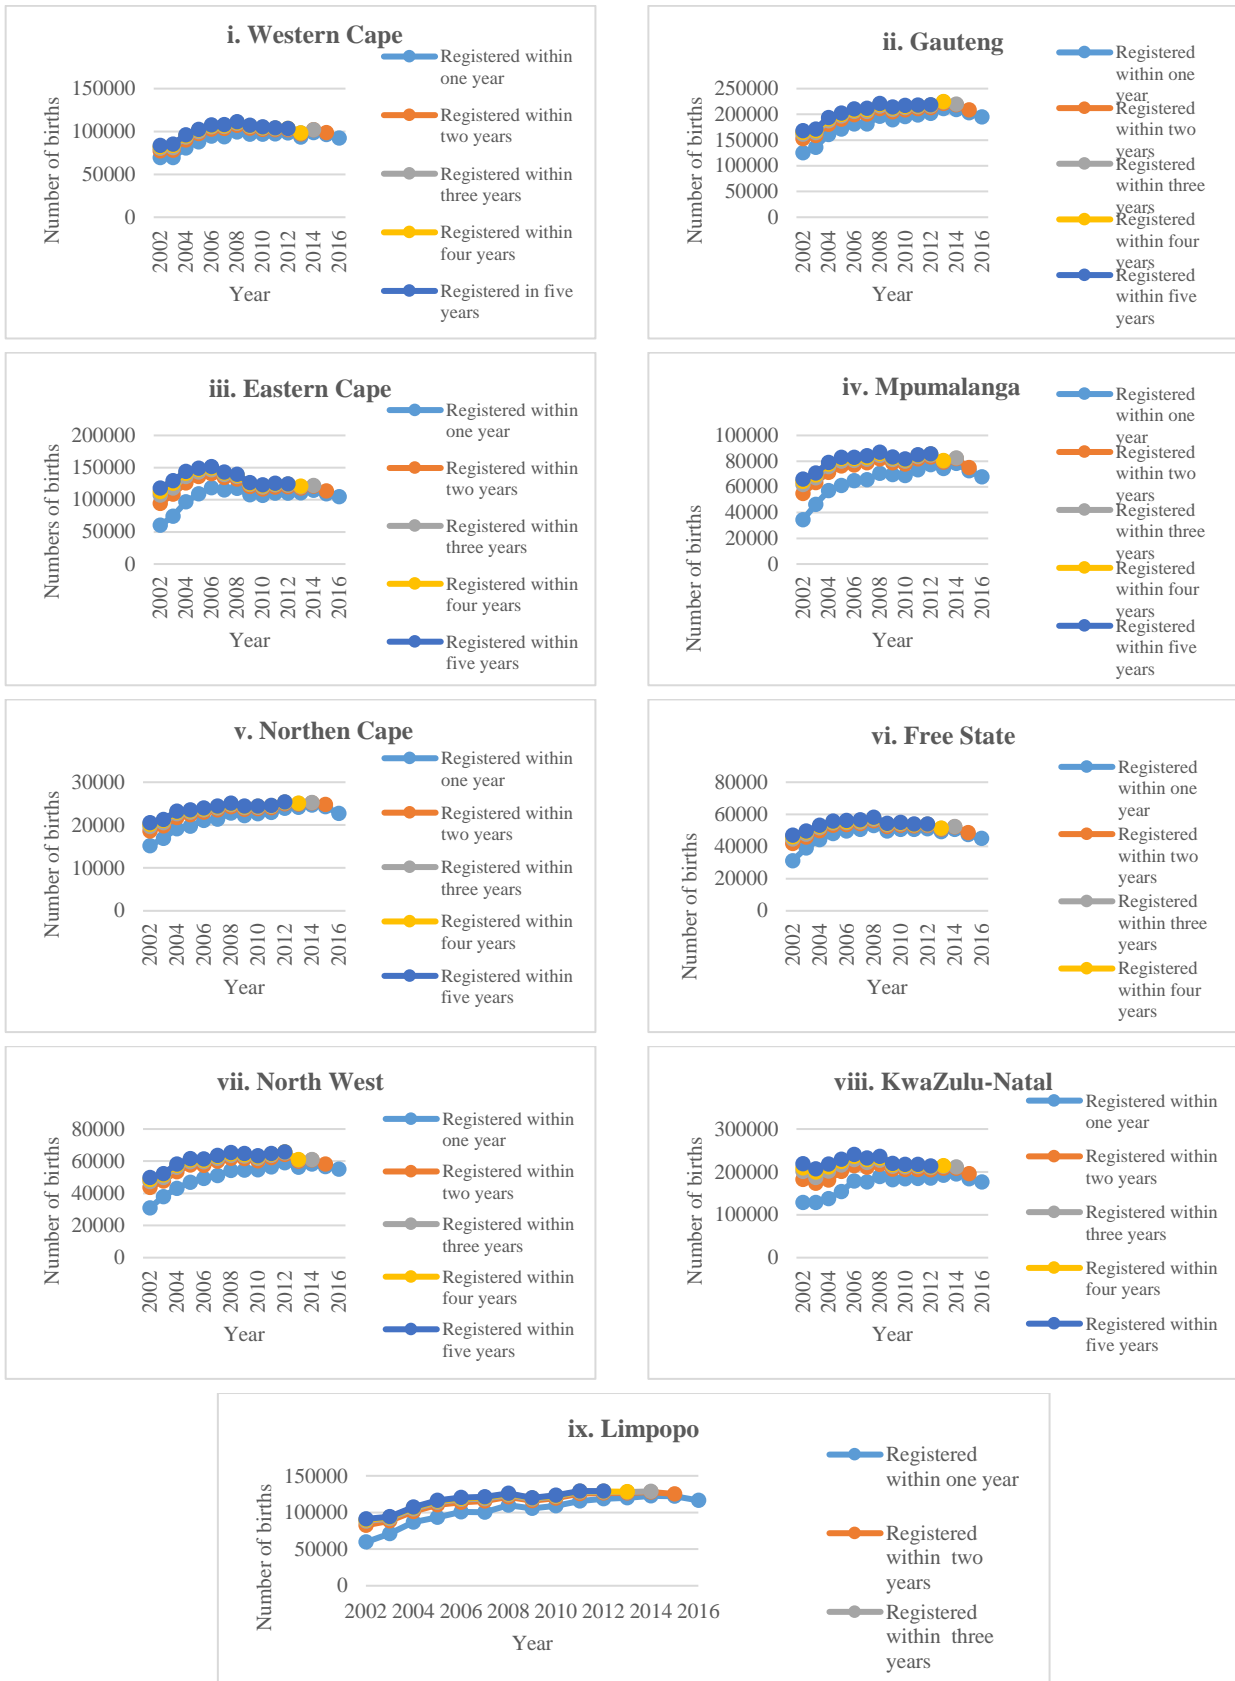 i. Western Cape
Number of births
150000
100000
50000
0
2002
2004
2006
2008
2010
2012
2014
2016
Year
Registered within
one year
Registered within
two years
Registered within
three years
Registered within
four years
Registered in five
years
ii. Gauteng
Number of births
250000
200000
150000
100000
50000
0
2002
2004
2006
2008
2010
2012
2014
2016
Year
Registered
within one
year
Registered
within two
years
Registered
within three
years
Registered
within four
years
Registered
within five
years
iii. Eastern Cape
Numbers of births
200000
150000
100000
50000
0
2002
2004
2006
2008
2010
2012
2014
2016
Year
Registered within
one year
Registered within
two years
Registered within
three years
Registered within
four years
Registered within
five years
iv. Mpumalanga
Number of births
100000
80000
60000
40000
20000
0
2002
2004
2006
2008
2010
2012
2014
2016
Year
Registered
within one
year
Registered
within two
years
Registered
within three
years
Registered
within four
years
Registered
within five
years
v. Northen Cape
Number of births
30000
20000
10000
0
2002
2004
2006
2008
2010
2012
2014
2016
Year
Registered within
one year
Registered within
two years
Registered within
three years
Registered within
four years
Registered within
five years
vi. Free State
Number of births
80000
60000
40000
20000
0
2002
2004
2006
2008
2010
2012
2014
2016
Year
Registered
within one
year
Registered
within two
years
Registered
within three
years
Registered
within four
years
vii. North West
Number of births
80000
60000
40000
20000
0
2002
2004
2006
2008
2010
2012
2014
2016
Year
Registered within
one year
Registered within
two years
Registered within
three years
Registered within
four years
Registered within
five years
viii. KwaZulu-Natal
Number of births
300000
200000
100000
0
2002
2004
2006
2008
2010
2012
2014
2016
Year
Registered within
one year
Registered within
two years
Registered within
three years
Registered within
four years
Registered within
five years
ix. Limpopo
Number of births
150000
100000
50000
0
2002 2004 2006 2008 2010 2012 2014 2016
Year
Registered
within one year
Registered
within two
years
Registered
within three
years